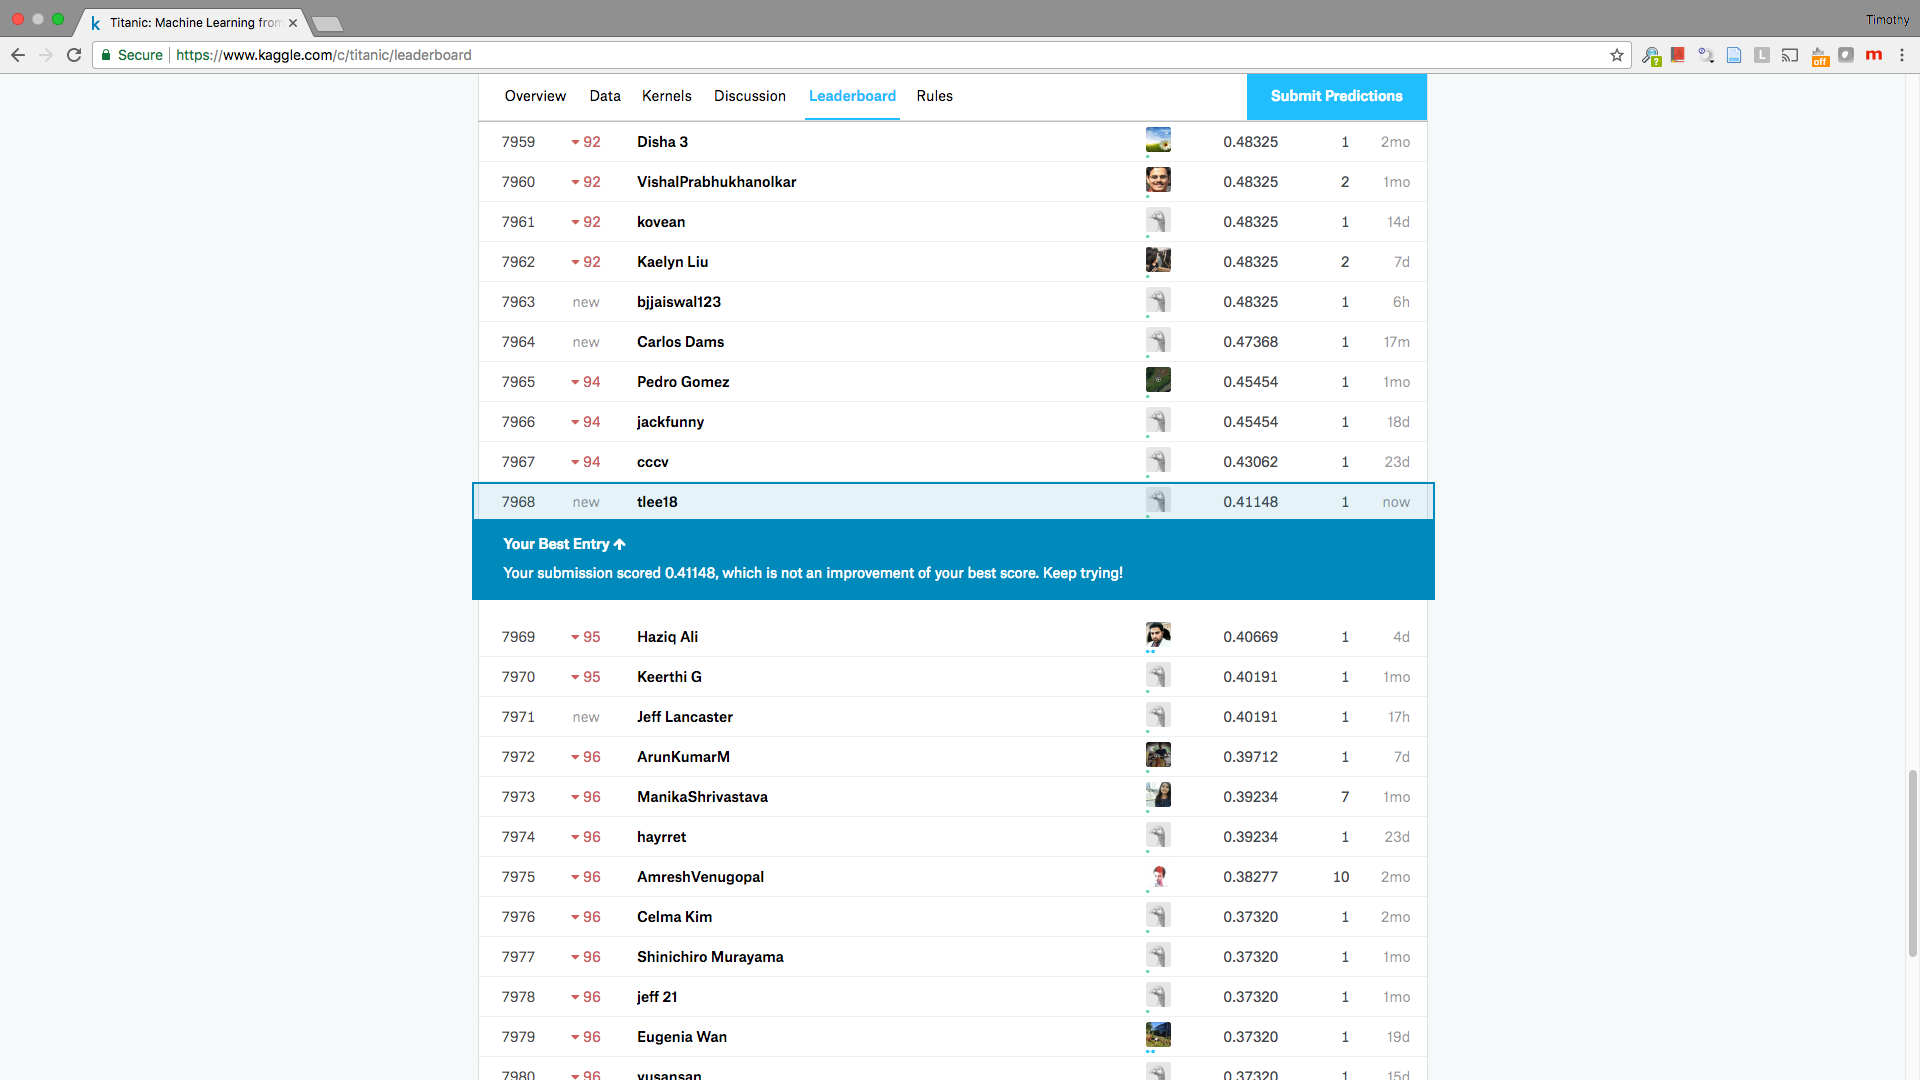 Titanic: Machine Learning from
Timothy
Secure https://www.kaggle.com/c/titanic/leaderboard
? L off m
Overview Data Kernels Discussion Leaderboard Rules Submit Predictions
7959 92 Disha 3 0.48325 1 2mo
7960 92 VishalPrabhukhanolkar 0.48325 2 1mo
7961 92 kovean 0.48325 1 14d
7962 92 Kaelyn Liu 0.48325 2 7d
7963 new bjjaiswal123 0.48325 1 6h
7964 new Carlos Dams 0.47368 1 17m
7965 94 Pedro Gomez 0.45454 1 1mo
7966 94 jackfunny 0.45454 1 18d
7967 94 cccv 0.43062 1 23d
7968 new tlee18 0.41148 1 now
Your Best Entry
Your submission scored 0.41148, which is not an improvement of your best score. Keep trying!
7969 95 Haziq Ali 0.40669 1 4d
7970 95 Keerthi G 0.40191 1 1mo
7971 new Jeff Lancaster 0.40191 1 17h
7972 96 ArunKumarM 0.39712 1 7d
7973 96 ManikaShrivastava 0.39234 7 1mo
7974 96 hayrret 0.39234 1 23d
7975 96 AmreshVenugopal 0.38277 10 2mo
7976 96 Celma Kim 0.37320 1 2mo
7977 96 Shinichiro Murayama 0.37320 1 1mo
7978 96 jeff 21 0.37320 1 1mo
7979 96 Eugenia Wan 0.37320 1 19d
7980 96 yusansan 0.37320 1 15d